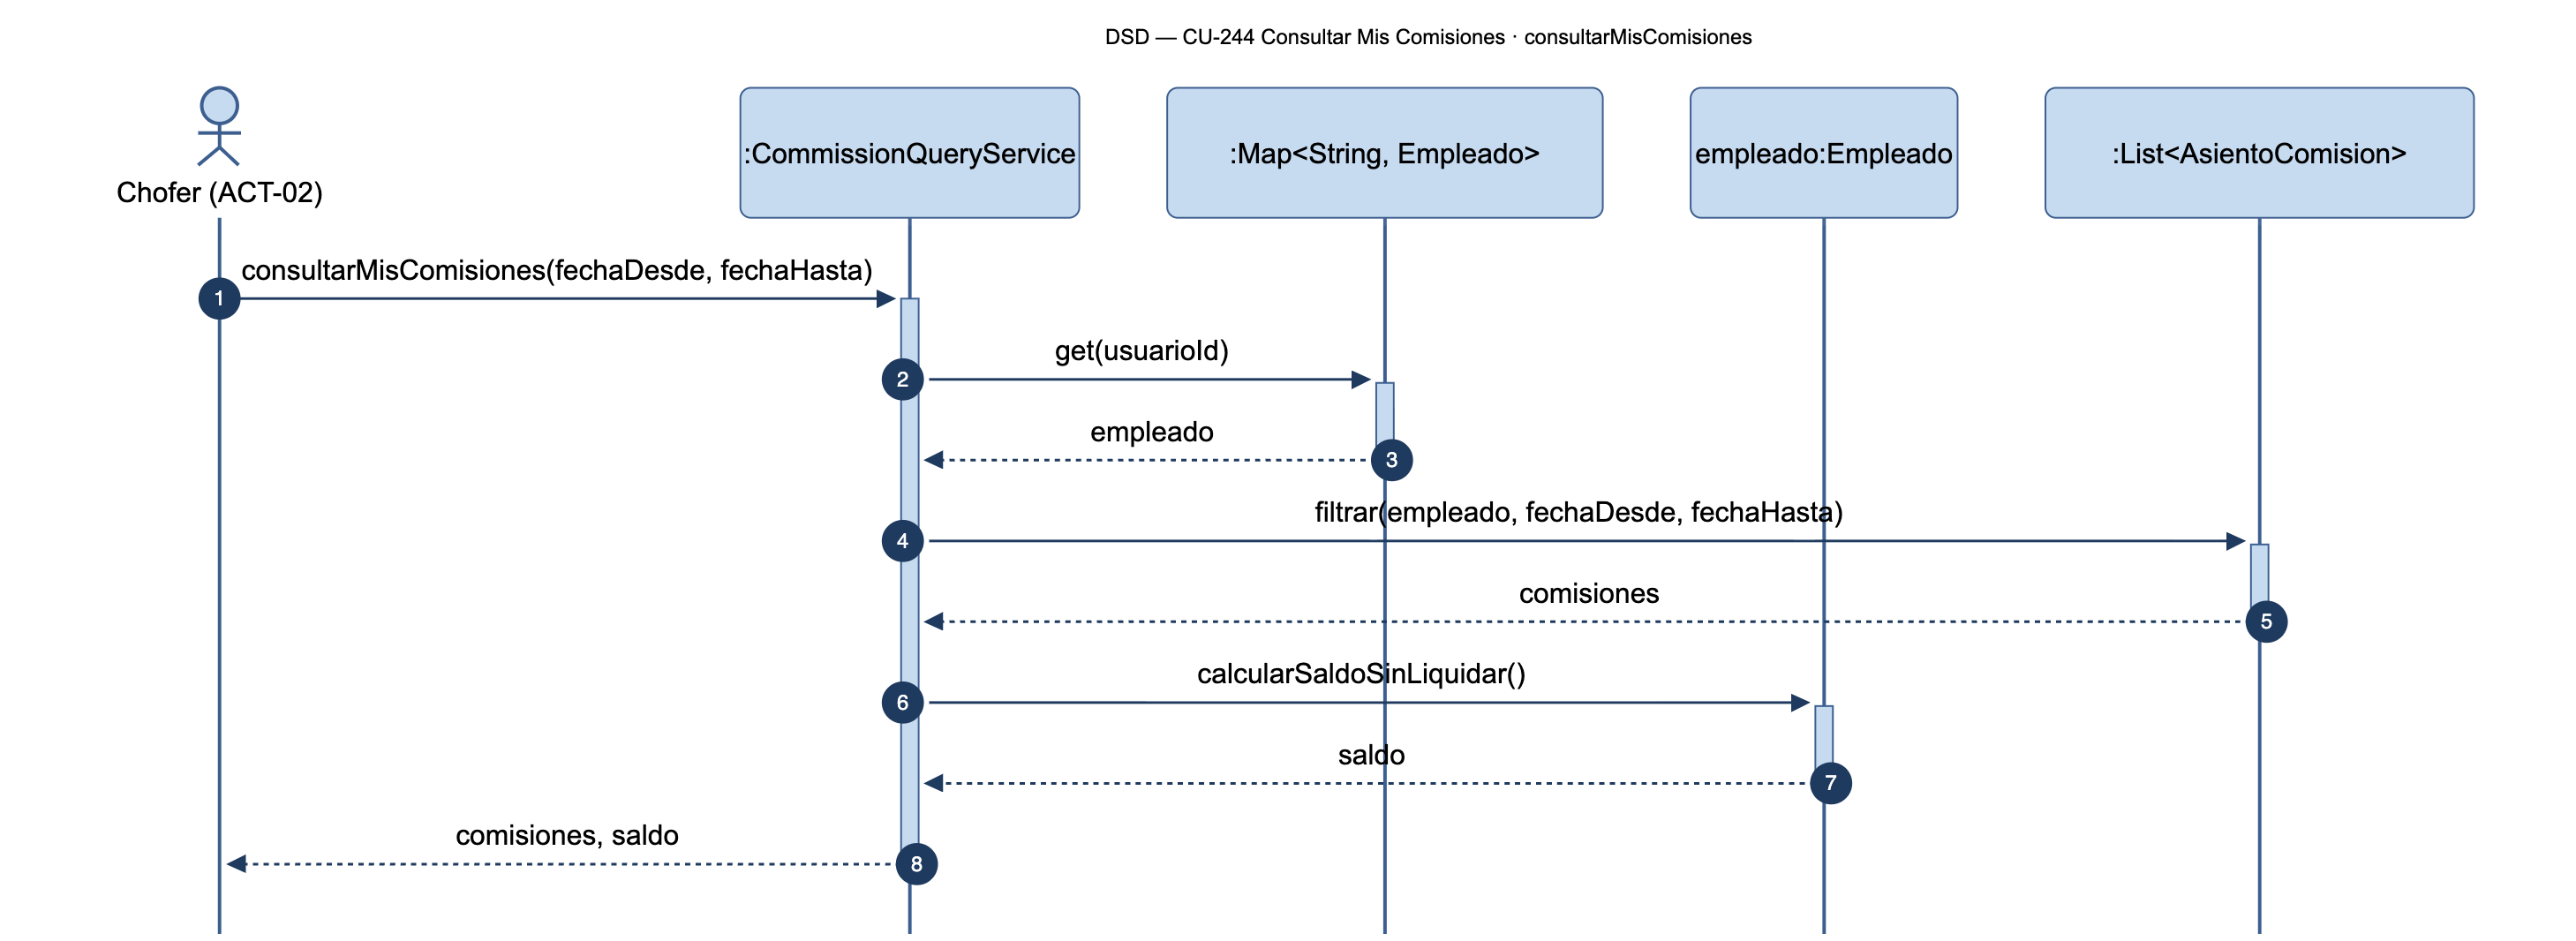 DSD — CU-244 Consultar Mis Comisiones · consultarMisComisiones
Chofer (ACT-02)
:CommissionQueryService
:Map<String, Empleado>
empleado:Empleado
:List<AsientoComision>
consultarMisComisiones(fechaDesde, fechaHasta)
1
get(usuarioId)
2
empleado
3
filtrar(empleado, fechaDesde, fechaHasta)
4
comisiones
5
calcularSaldoSinLiquidar()
6
saldo
7
comisiones, saldo
8